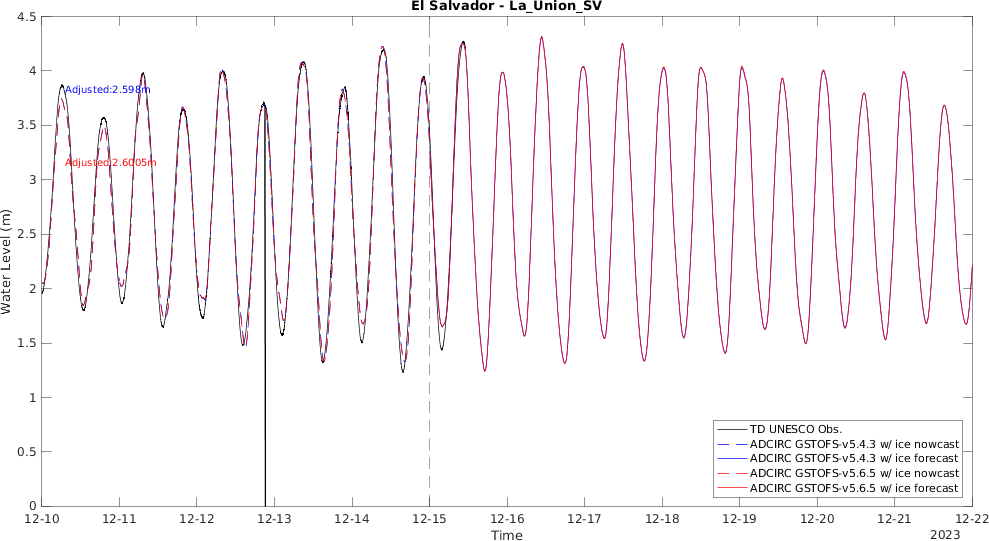 El Salvador - La_Union_SV
4.5
4
3.5
3
2.5
2
1.5
1
0.5
0
Water Level (m)
Adjusted:2.598m
Adjusted:2.6005m
TD UNESCO Obs.
ADCIRC GSTOFS-v5.4.3 w/ ice nowcast
ADCIRC GSTOFS-v5.4.3 w/ ice forecast
ADCIRC GSTOFS-v5.6.5 w/ ice nowcast
ADCIRC GSTOFS-v5.6.5 w/ ice forecast
12-10 12-11 12-12 12-13 12-14 12-15 12-16 12-17 12-18 12-19 12-20 12-21 12-22
Time
2023